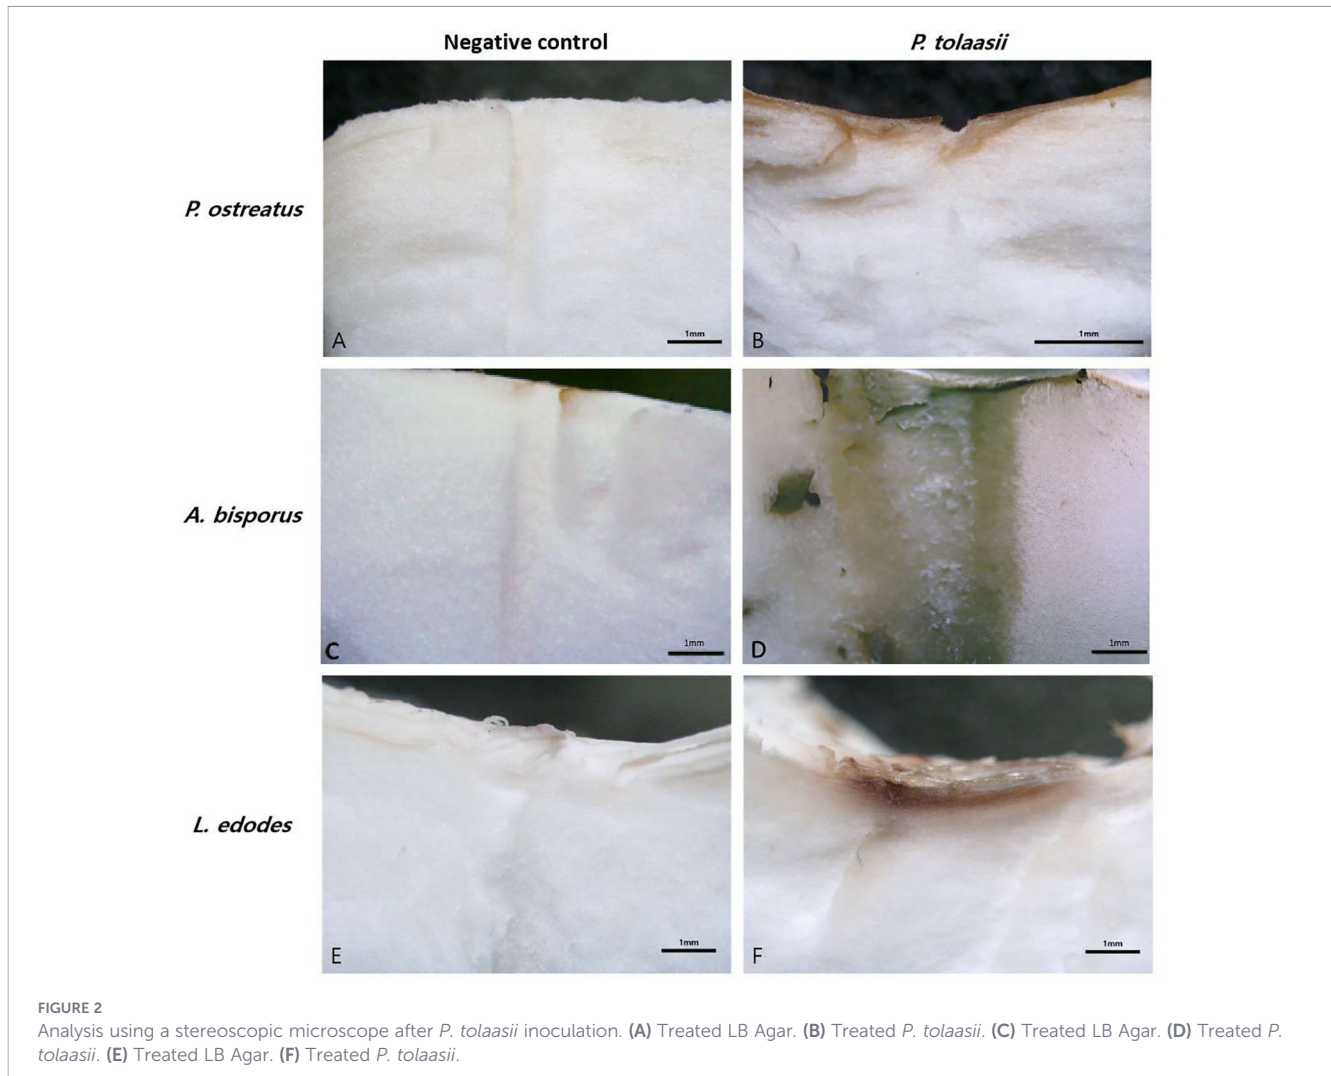 Negative control
P. tolaasii
P. ostreatus
A
1mm
B
1mm
A. bisporus
C
1mm
D
1mm
L. edodes
E
1mm
F
1mm
FIGURE 2
Analysis using a stereoscopic microscope after P. tolaasii inoculation. (A) Treated LB Agar. (B) Treated P. tolaasii. (C) Treated LB Agar. (D) Treated P.
tolaasii. (E) Treated LB Agar. (F) Treated P. tolaasii.